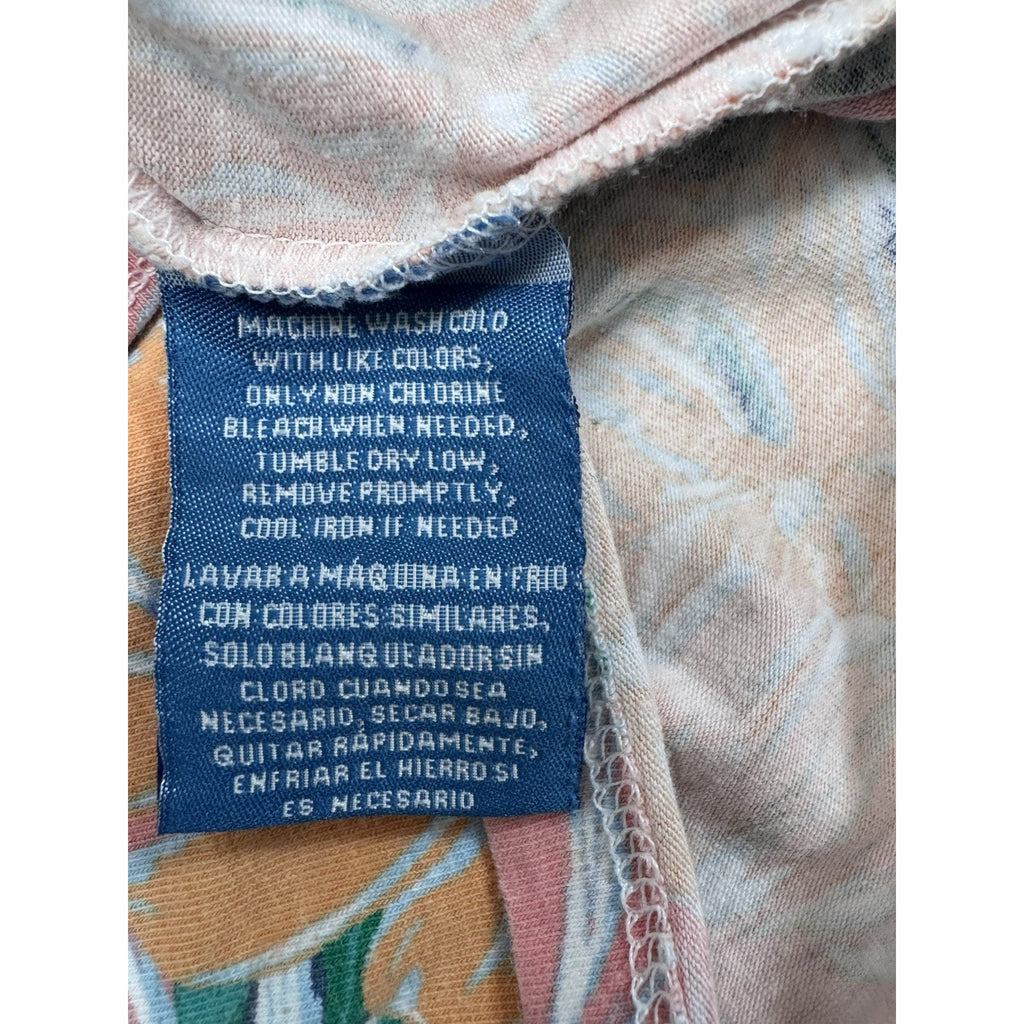 MACHINE WASH COLD
WITH LIKE COLORS,
ONLY NON CHLORINE
BLEACH WHEN NEEDED,
TUMBLE DRY LOW,
REMOVE PROMPTLY,
COOL IRON IF NEEDED
LAVAR A MÁQUINA EN FRIO
CON COLORES SIMILARES,
SOLO BLANQUEADOR SIN
CLORO CUANDO SEA
NECESARIO, SECAR BAJO,
QUITAR RÁPIDAMENTE,
ENFRIAR EL HIERRO SI
ES NECESARIO